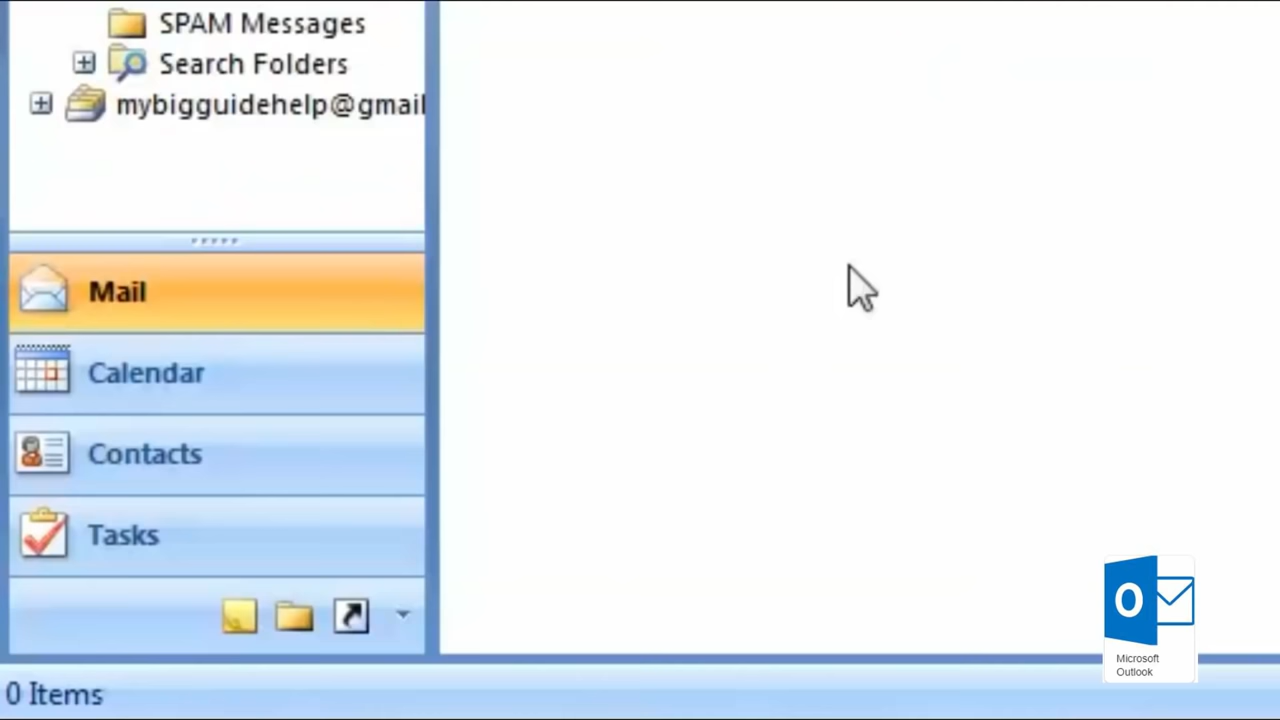 SPAM Messages
Search Folders
mybigguidehelp@gmail
Mail
Calendar
Contacts
Tasks
O
Microsoft
Outlook
0 Items